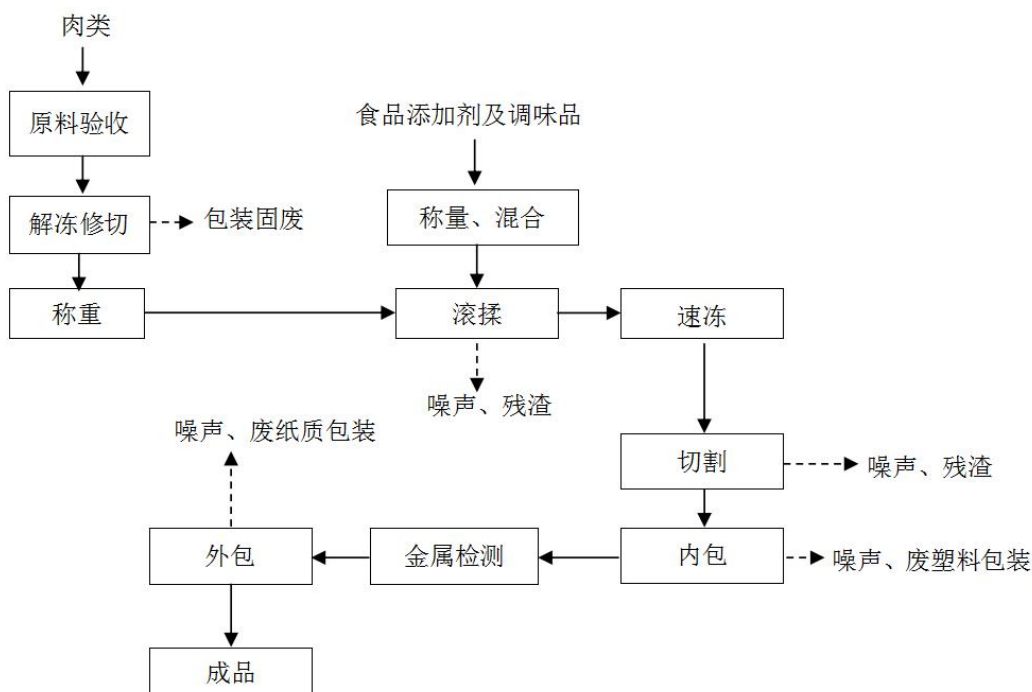 肉类
原料验收
食品添加剂及调味品
解冻修切
包装固废
称量、混合
称重
滚揉
速冻
噪声、残渣
噪声、废纸质包装
切割
噪声、残渣
外包
金属检测
内包
噪声、废塑料包装
成品